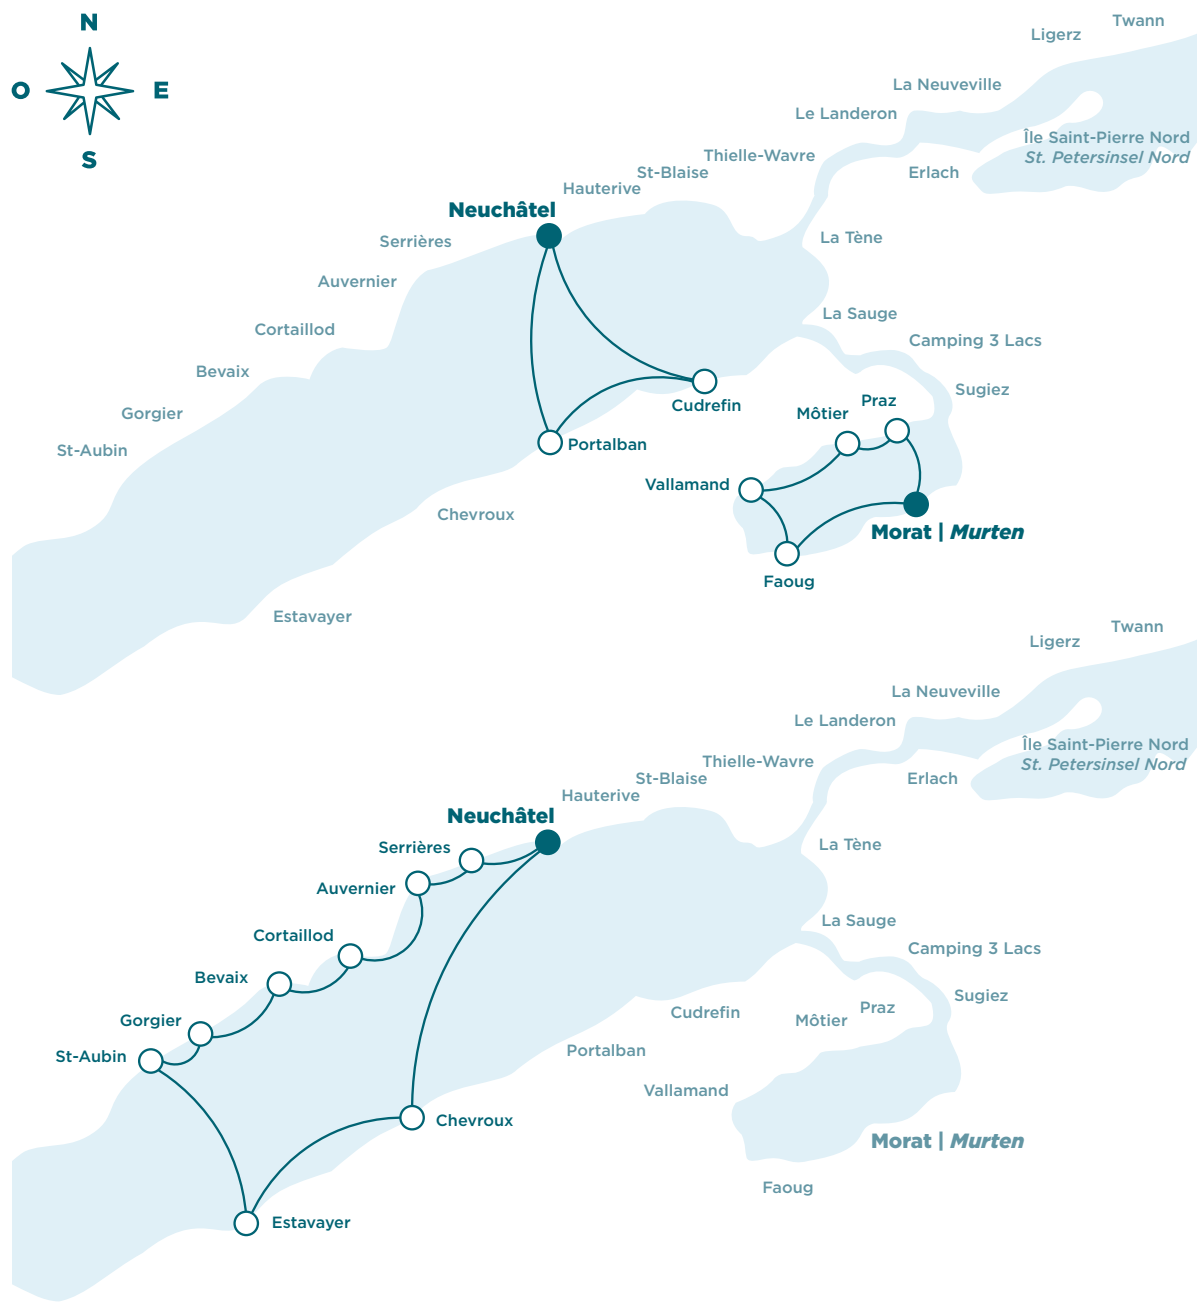 N
O
E
S
Twann
Ligerz
La Neuveville
Le Landeron
Île Saint-Pierre Nord
St. Petersinsel Nord
Thielle-Wavre
St-Blaise
Erlach
Hauterive
Neuchâtel
Serrières
La Tène
Auvernier
La Sauge
Cortaillod
Camping 3 Lacs
Bevaix
Sugiez
Praz
Cudrefin
Môtier
Gorgier
Portalban
St-Aubin
Vallamand
Chevroux
Morat | Murten
Faoug
Estavayer
Twann
Ligerz
La Neuveville
Le Landeron
Île Saint-Pierre Nord
St. Petersinsel Nord
Thielle-Wavre
St-Blaise
Erlach
Hauterive
Neuchâtel
Serrières
La Tène
Auvernier
La Sauge
Cortaillod
Camping 3 Lacs
Bevaix
Sugiez
Praz
Cudrefin
Môtier
Gorgier
Portalban
St-Aubin
Vallamand
Chevroux
Morat | Murten
Faoug
Estavayer